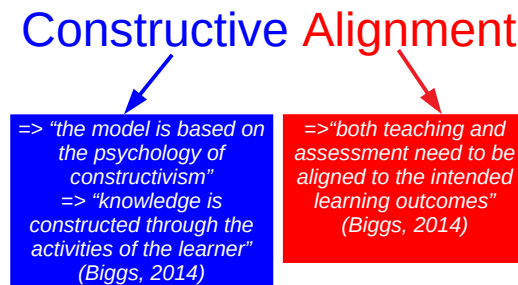 Constructive Alignment
=> “the model is based on
the psychology of
constructivism”
=> “knowledge is
constructed through the
activities of the learner”
(Biggs, 2014)
=>“both teaching and
assessment need to be
aligned to the intended
learning outcomes”
(Biggs, 2014)